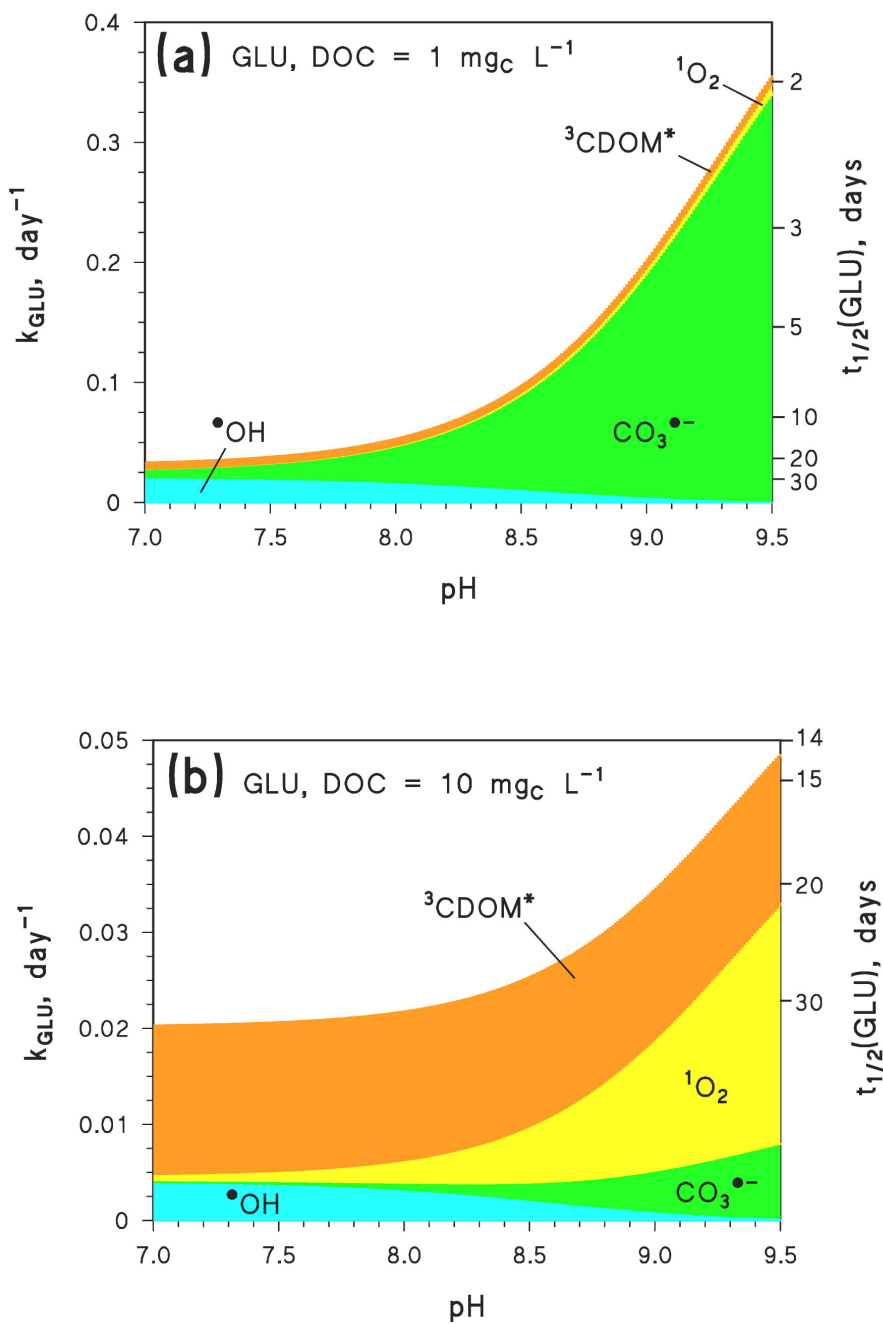 (a) GLU, DOC = 1 mg_C L⁻¹
0.4
0.3
0.2
0.1
0
k_GLU, day⁻¹
¹O₂
³CDOM*
•OH
CO₃•−
2
3
5
10
20
30
t₁/₂(GLU), days
7.0 7.5 8.0 8.5 9.0 9.5
pH
(b) GLU, DOC = 10 mg_C L⁻¹
0.05
0.04
0.03
0.02
0.01
0
k_GLU, day⁻¹
³CDOM*
¹O₂
•OH
CO₃•−
14
15
20
30
t₁/₂(GLU), days
7.0 7.5 8.0 8.5 9.0 9.5
pH